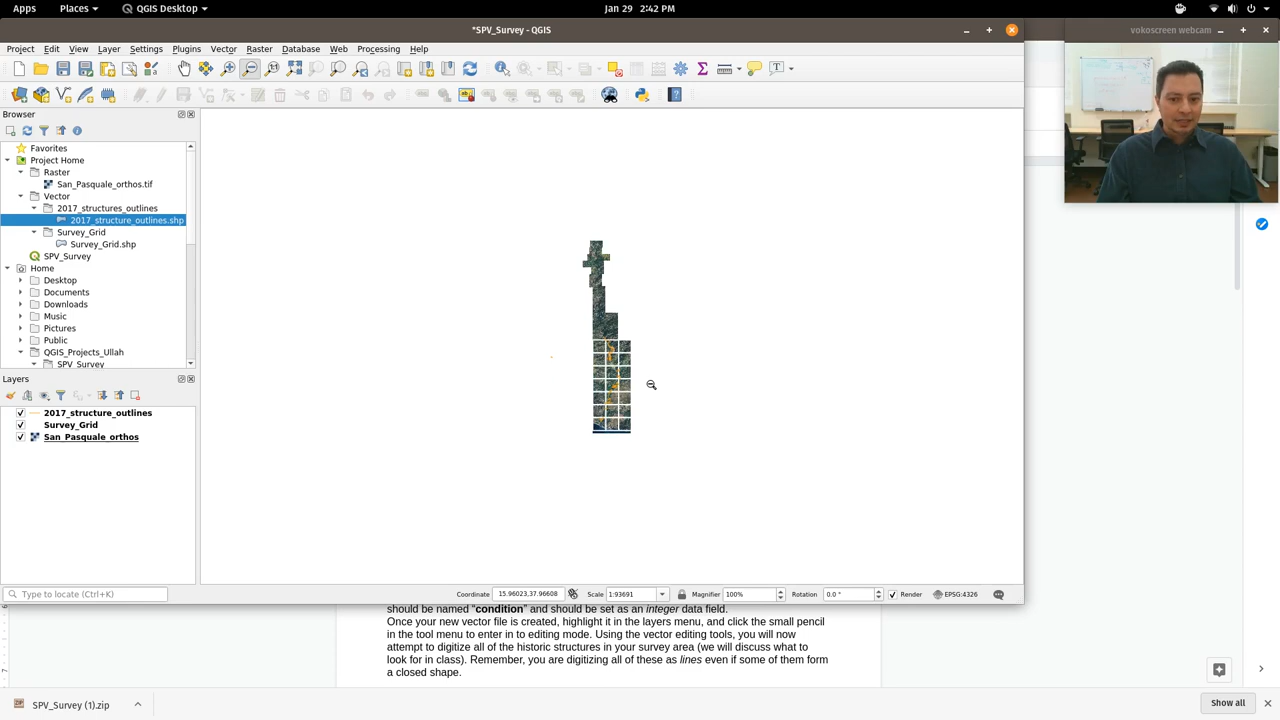 Apps Places QGIS Desktop Jan 29 2:42 PM
*SPV_Survey - QGIS
vokoscreen webcam
Project Edit View Layer Settings Plugins Vector Raster Database Web Processing Help
Browser
Favorites
Project Home
Raster
San_Pasquale_orthos.tif
Vector
2017_structures_outlines
2017_structure_outlines.shp
Survey_Grid
Survey_Grid.shp
SPV_Survey
Home
Desktop
Documents
Downloads
Music
Pictures
Public
QGIS_Projects_Ullah
SPV_Survey
Layers
2017_structure_outlines
Survey_Grid
San_Pasquale_orthos
Type to locate (Ctrl+K) Coordinate 15.96023,37.96608 Scale 1:93691 Magnifier 100% Rotation 0.0 ° Render EPSG:4326
should be named "condition" and should be set as an integer data field.
Once your new vector file is created, highlight it in the layers menu, and click the small pencil
in the tool menu to enter in to editing mode. Using the vector editing tools, you will now
attempt to digitize all of the historic structures in your survey area (we will discuss what to
look for in class). Remember, you are digitizing all of these as lines even if some of them form
a closed shape.
SPV_Survey (1).zip Show all